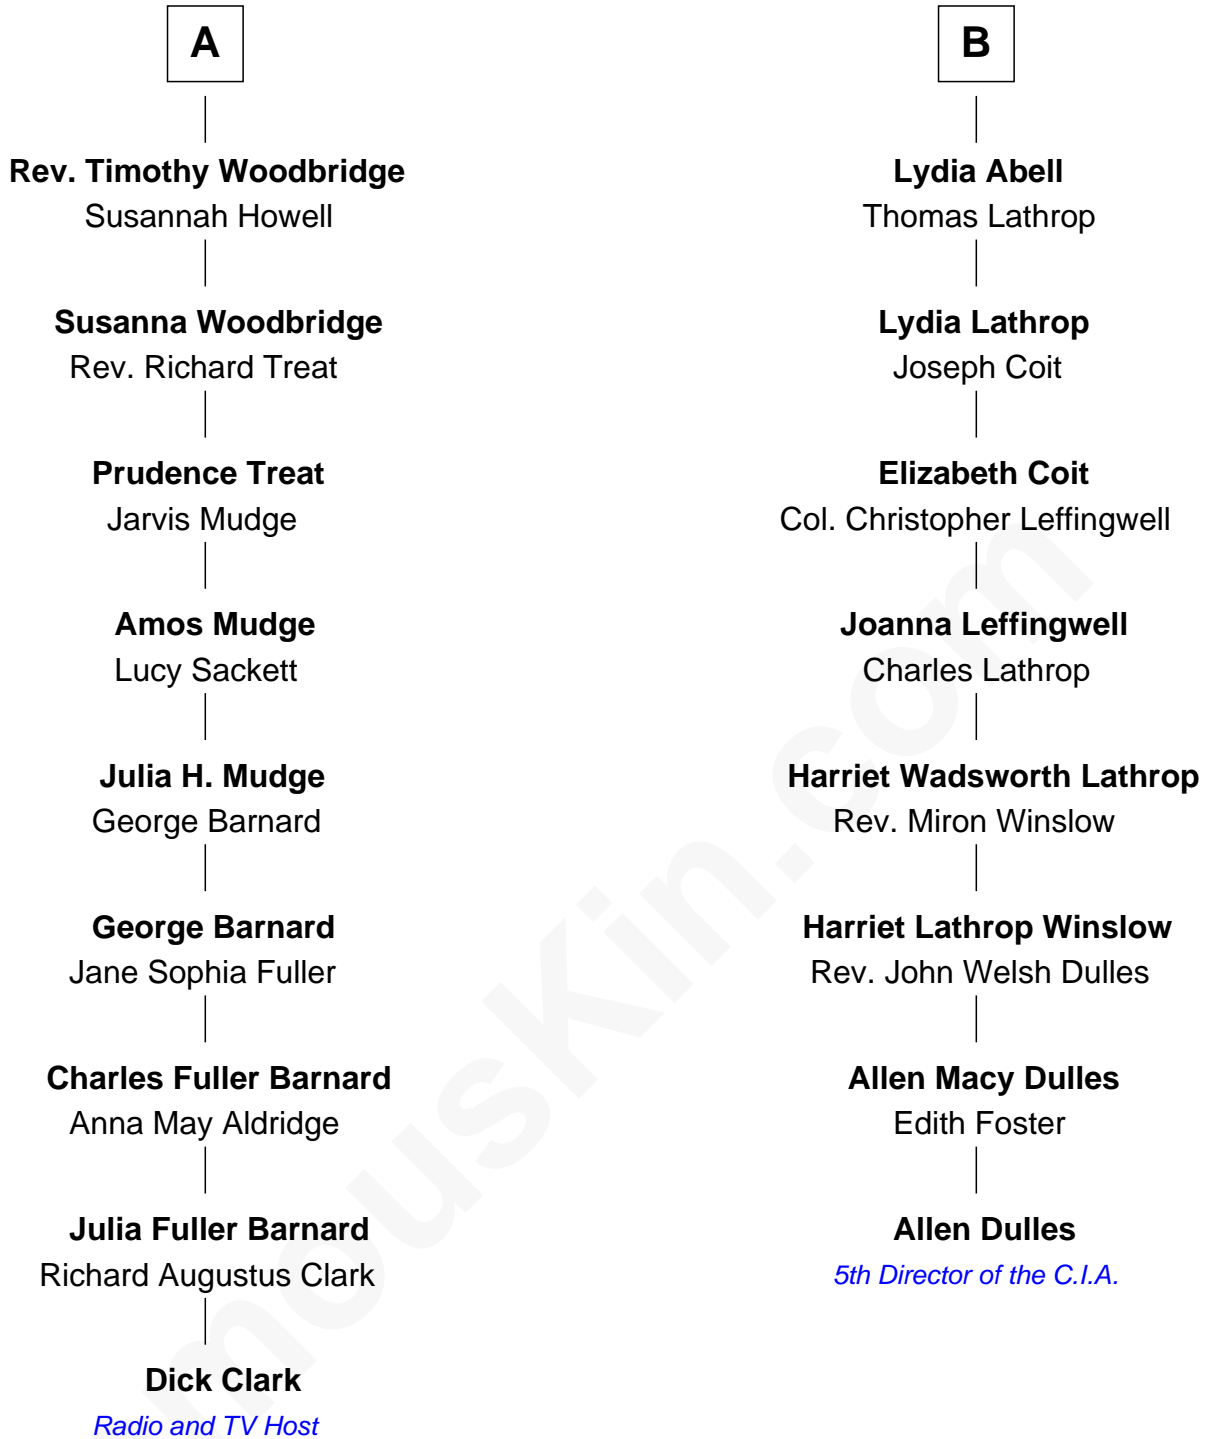 A
Rev. Timothy Woodbridge
Susannah Howell
Susanna Woodbridge
Rev. Richard Treat
Prudence Treat
Jarvis Mudge
Amos Mudge
Lucy Sackett
Julia H. Mudge
George Barnard
George Barnard
Jane Sophia Fuller
Charles Fuller Barnard
Anna May Aldridge
Julia Fuller Barnard
Richard Augustus Clark
Dick Clark
Radio and TV Host
B
Lydia Abell
Thomas Lathrop
Lydia Lathrop
Joseph Coit
Elizabeth Coit
Col. Christopher Leffingwell
Joanna Leffingwell
Charles Lathrop
Harriet Wadsworth Lathrop
Rev. Miron Winslow
Harriet Lathrop Winslow
Rev. John Welsh Dulles
Allen Macy Dulles
Edith Foster
Allen Dulles
5th Director of the C.I.A.
mousKin.com